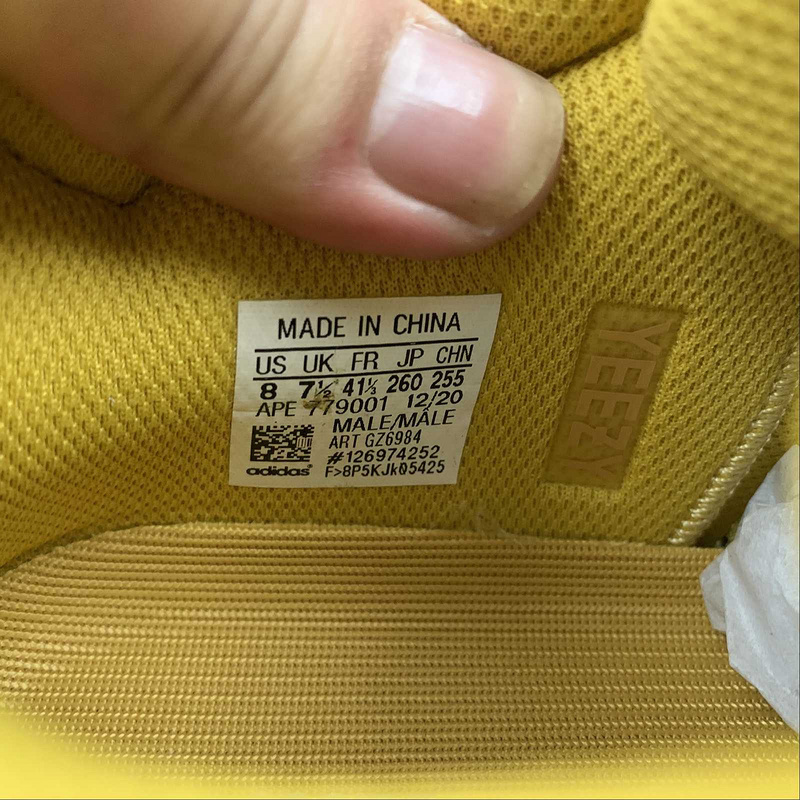 MADE IN CHINA
US UK FR JP CHN
8 7½ 41⅓ 260 255
APE 779001 12/20
MALE/MÂLE
ART GZ6984
#126974252
adidas® F>8P5KJk05425
YEEZY